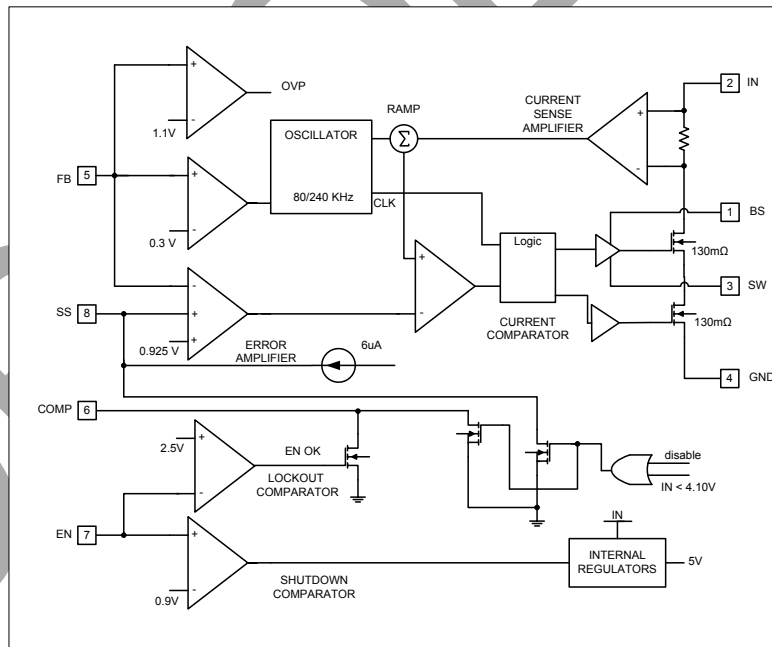 OVP
1.1V
FB 5
0.3 V
OSCILLATOR
80/240 KHz
CLK
RAMP
Σ
CURRENT
SENSE
AMPLIFIER
2 IN
+
-
+
-
+
-
1 BS
130mΩ
3 SW
130mΩ
4 GND
Logic
CURRENT
COMPARATOR
+
-
SS 8
-
+
+
0.925 V
ERROR
AMPLIFIER
6uA
COMP 6
2.5V
+
-
EN OK
LOCKOUT
COMPARATOR
disable
IN < 4.10V
EN 7
+
-
0.9V
SHUTDOWN
COMPARATOR
IN
INTERNAL
REGULATORS
5V